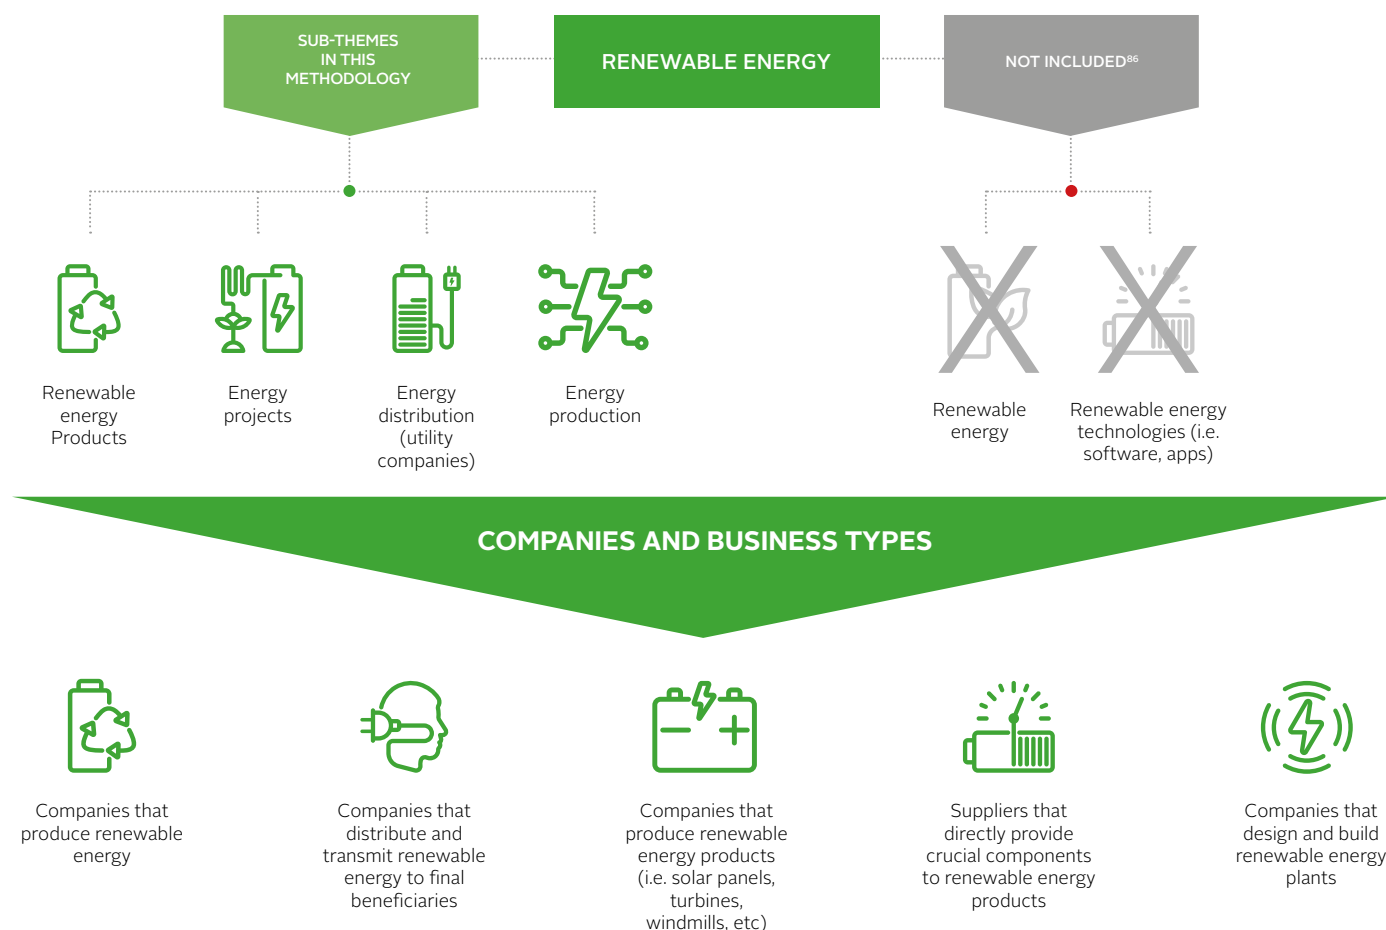 SUB-THEMES
IN THIS
METHODOLOGY
RENEWABLE ENERGY
NOT INCLUDED86
Renewable
energy
Products
Energy
projects
Energy
distribution
(utility
companies)
Energy
production
Renewable
energy
Renewable energy
technologies (i.e.
software, apps)
COMPANIES AND BUSINESS TYPES
Companies that
produce renewable
energy
Companies that
distribute and
transmit renewable
energy to final
beneficiaries
Companies that
produce renewable
energy products
(i.e. solar panels,
turbines,
windmills, etc)
Suppliers that
directly provide
crucial components
to renewable energy
products
Companies that
design and build
renewable energy
plants